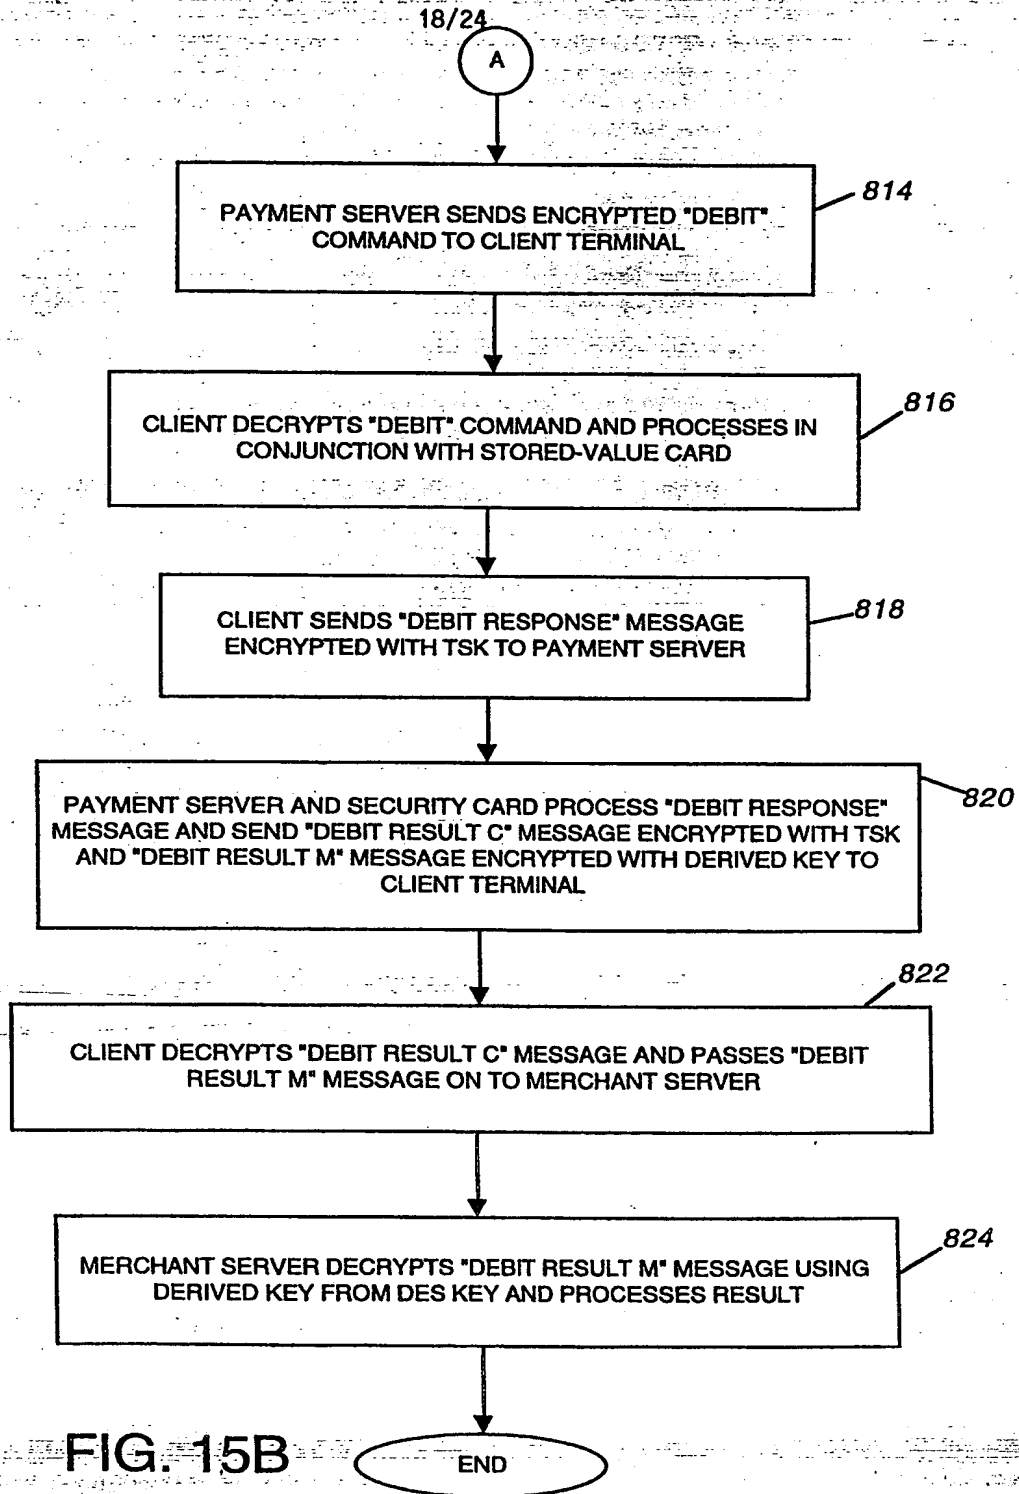 18/24
A
814
PAYMENT SERVER SENDS ENCRYPTED "DEBIT"
COMMAND TO CLIENT TERMINAL
816
CLIENT DECRYPTS "DEBIT" COMMAND AND PROCESSES IN
CONJUNCTION WITH STORED-VALUE CARD
818
CLIENT SENDS "DEBIT RESPONSE" MESSAGE
ENCRYPTED WITH TSK TO PAYMENT SERVER
820
PAYMENT SERVER AND SECURITY CARD PROCESS "DEBIT RESPONSE"
MESSAGE AND SEND "DEBIT RESULT C" MESSAGE ENCRYPTED WITH TSK
AND "DEBIT RESULT M" MESSAGE ENCRYPTED WITH DERIVED KEY TO
CLIENT TERMINAL
822
CLIENT DECRYPTS "DEBIT RESULT C" MESSAGE AND PASSES "DEBIT
RESULT M" MESSAGE ON TO MERCHANT SERVER
824
MERCHANT SERVER DECRYPTS "DEBIT RESULT M" MESSAGE USING
DERIVED KEY FROM DES KEY AND PROCESSES RESULT
FIG. 15B
END